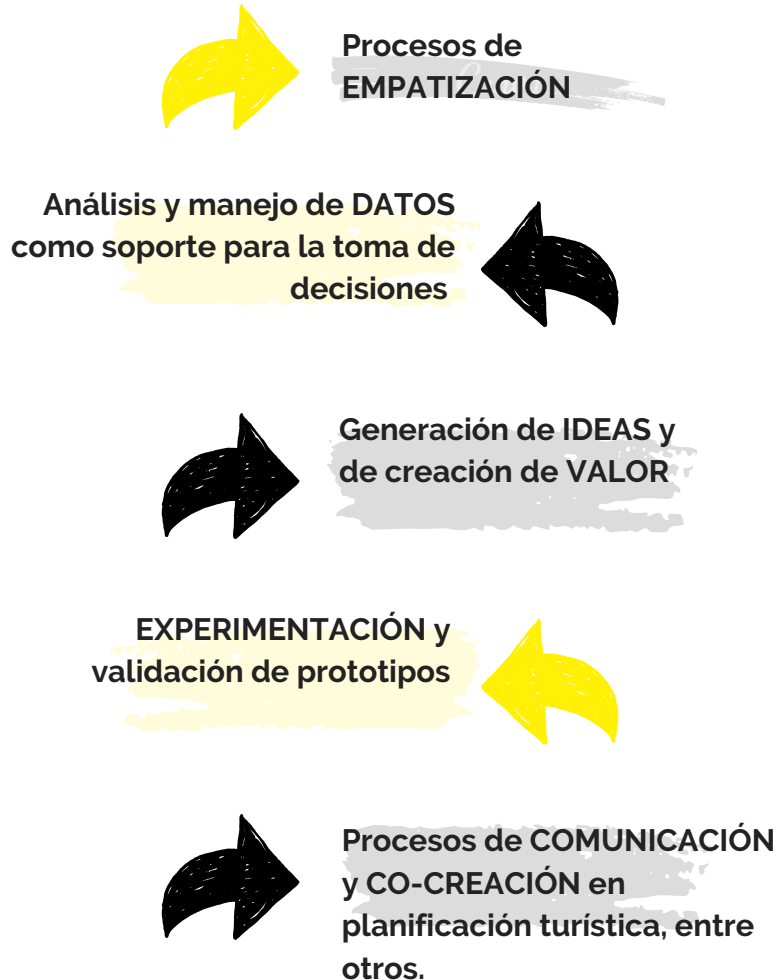 Procesos de
EMPATIZACIÓN
Análisis y manejo de DATOS
como soporte para la toma de
decisiones
Generación de IDEAS y
de creación de VALOR
EXPERIMENTACIÓN y
validación de prototipos
Procesos de COMUNICACIÓN
y CO-CREACIÓN en
planificación turística, entre
otros.